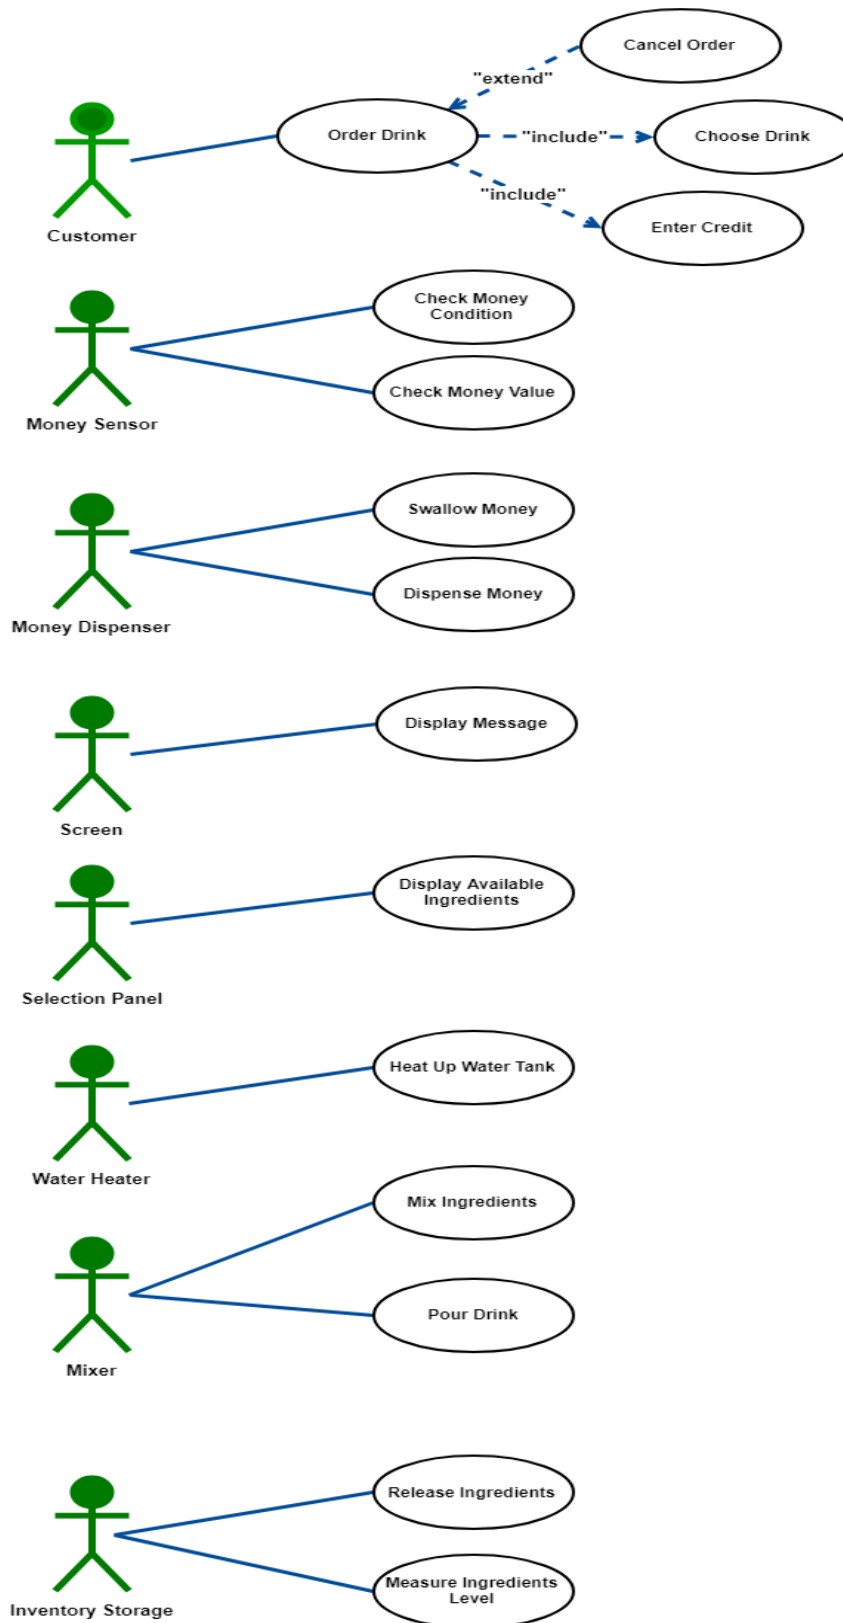 Cancel Order
"extend"
Order Drink
"include"
Choose Drink
"include"
Enter Credit
Customer
Check Money
Condition
Check Money Value
Money Sensor
Swallow Money
Dispense Money
Money Dispenser
Display Message
Screen
Display Available
Ingredients
Selection Panel
Heat Up Water Tank
Water Heater
Mix Ingredients
Pour Drink
Mixer
Release Ingredients
Measure Ingredients
Level
Inventory Storage